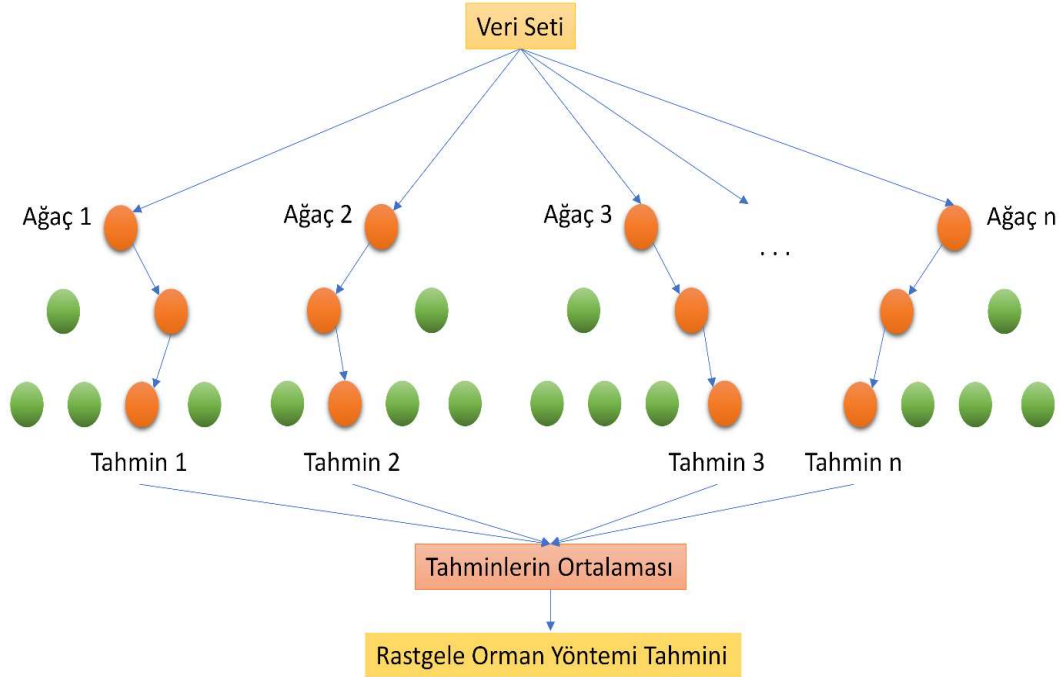 Veri Seti
Ağaç 1
Ağaç 2
Ağaç 3
. . .
Ağaç n
Tahmin 1
Tahmin 2
Tahmin 3
Tahmin n
Tahminlerin Ortalaması
Rastgele Orman Yöntemi Tahmini